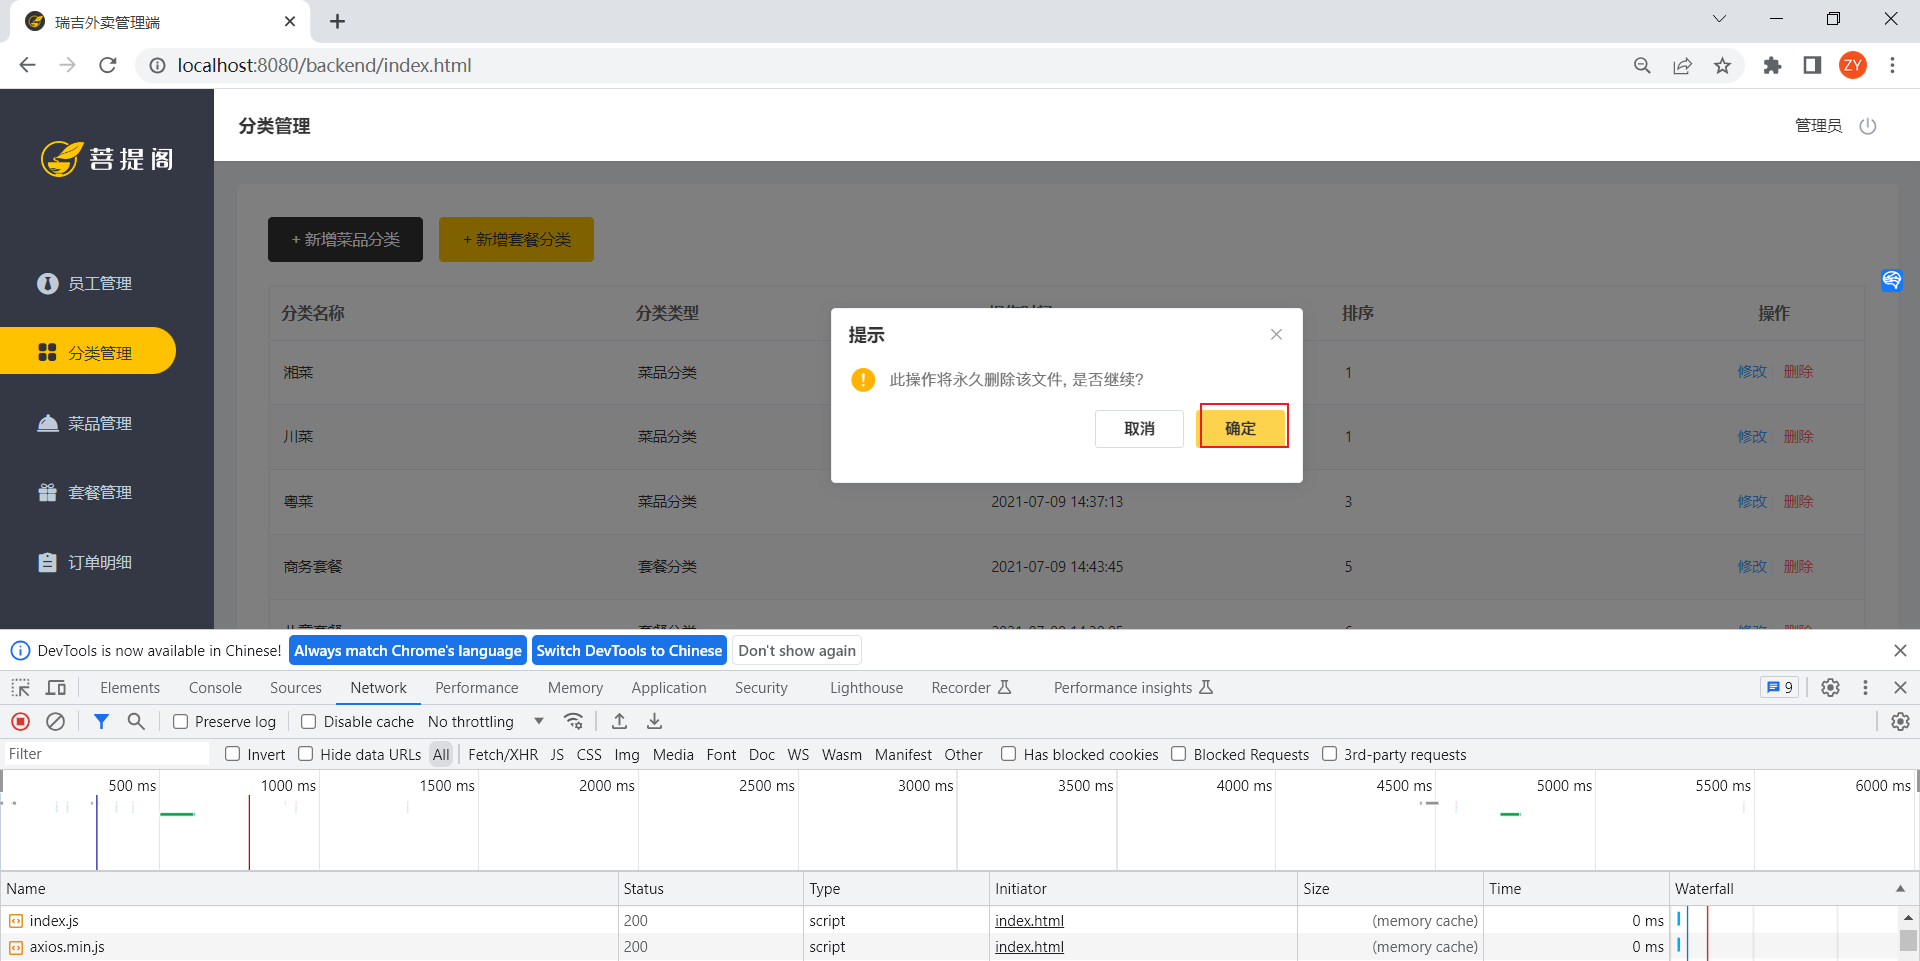 瑞吉外卖管理端
localhost:8080/backend/index.html
ZY
菩提阁
分类管理
管理员
员工管理
分类管理
菜品管理
套餐管理
订单明细
+ 新增菜品分类
+ 新增套餐分类
分类名称 分类类型 操作时间 排序 操作
湘菜 菜品分类 1 修改 删除
川菜 菜品分类 1 修改 删除
粤菜 菜品分类 2021-07-09 14:37:13 3 修改 删除
商务套餐 套餐分类 2021-07-09 14:43:45 5 修改 删除
提示
此操作将永久删除该文件, 是否继续?
取消 确定
DevTools is now available in Chinese! Always match Chrome's language Switch DevTools to Chinese Don't show again
Elements Console Sources Network Performance Memory Application Security Lighthouse Recorder Performance insights 9
Preserve log Disable cache No throttling
Filter Invert Hide data URLs All Fetch/XHR JS CSS Img Media Font Doc WS Wasm Manifest Other Has blocked cookies Blocked Requests 3rd-party requests
500 ms 1000 ms 1500 ms 2000 ms 2500 ms 3000 ms 3500 ms 4000 ms 4500 ms 5000 ms 5500 ms 6000 ms
Name Status Type Initiator Size Time Waterfall
index.js 200 script index.html (memory cache) 0 ms
axios.min.js 200 script index.html (memory cache) 0 ms